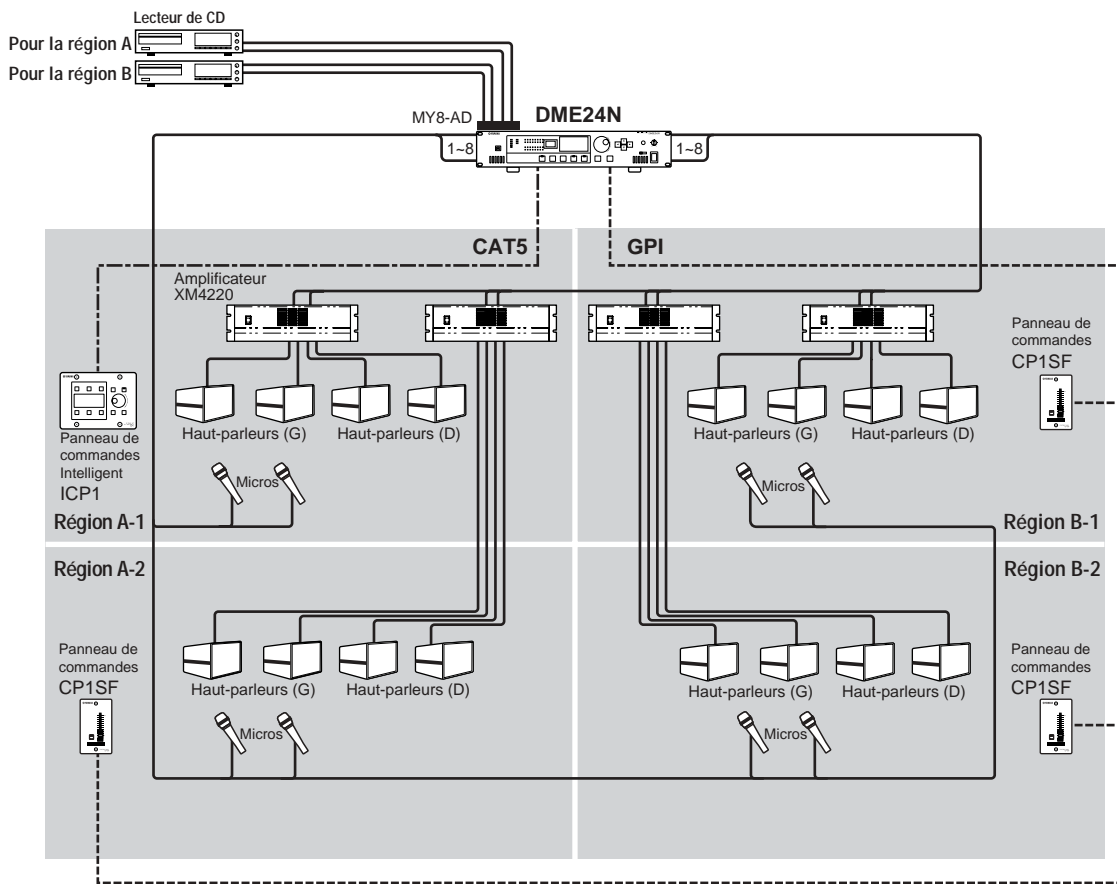 Lecteur de CD
Pour la région A
Pour la région B
MY8-AD
DME24N
1~8
1~8
CAT5
GPI
Amplificateur
XM4220
Panneau de
commandes
CP1SF
Haut-parleurs (G)
Haut-parleurs (D)
Haut-parleurs (G)
Haut-parleurs (D)
Panneau de
commandes
Intelligent
ICP1
Micros
Micros
Région A-1
Région B-1
Région A-2
Région B-2
Panneau de
commandes
CP1SF
Panneau de
commandes
CP1SF
Haut-parleurs (G)
Haut-parleurs (D)
Haut-parleurs (G)
Haut-parleurs (D)
Micros
Micros